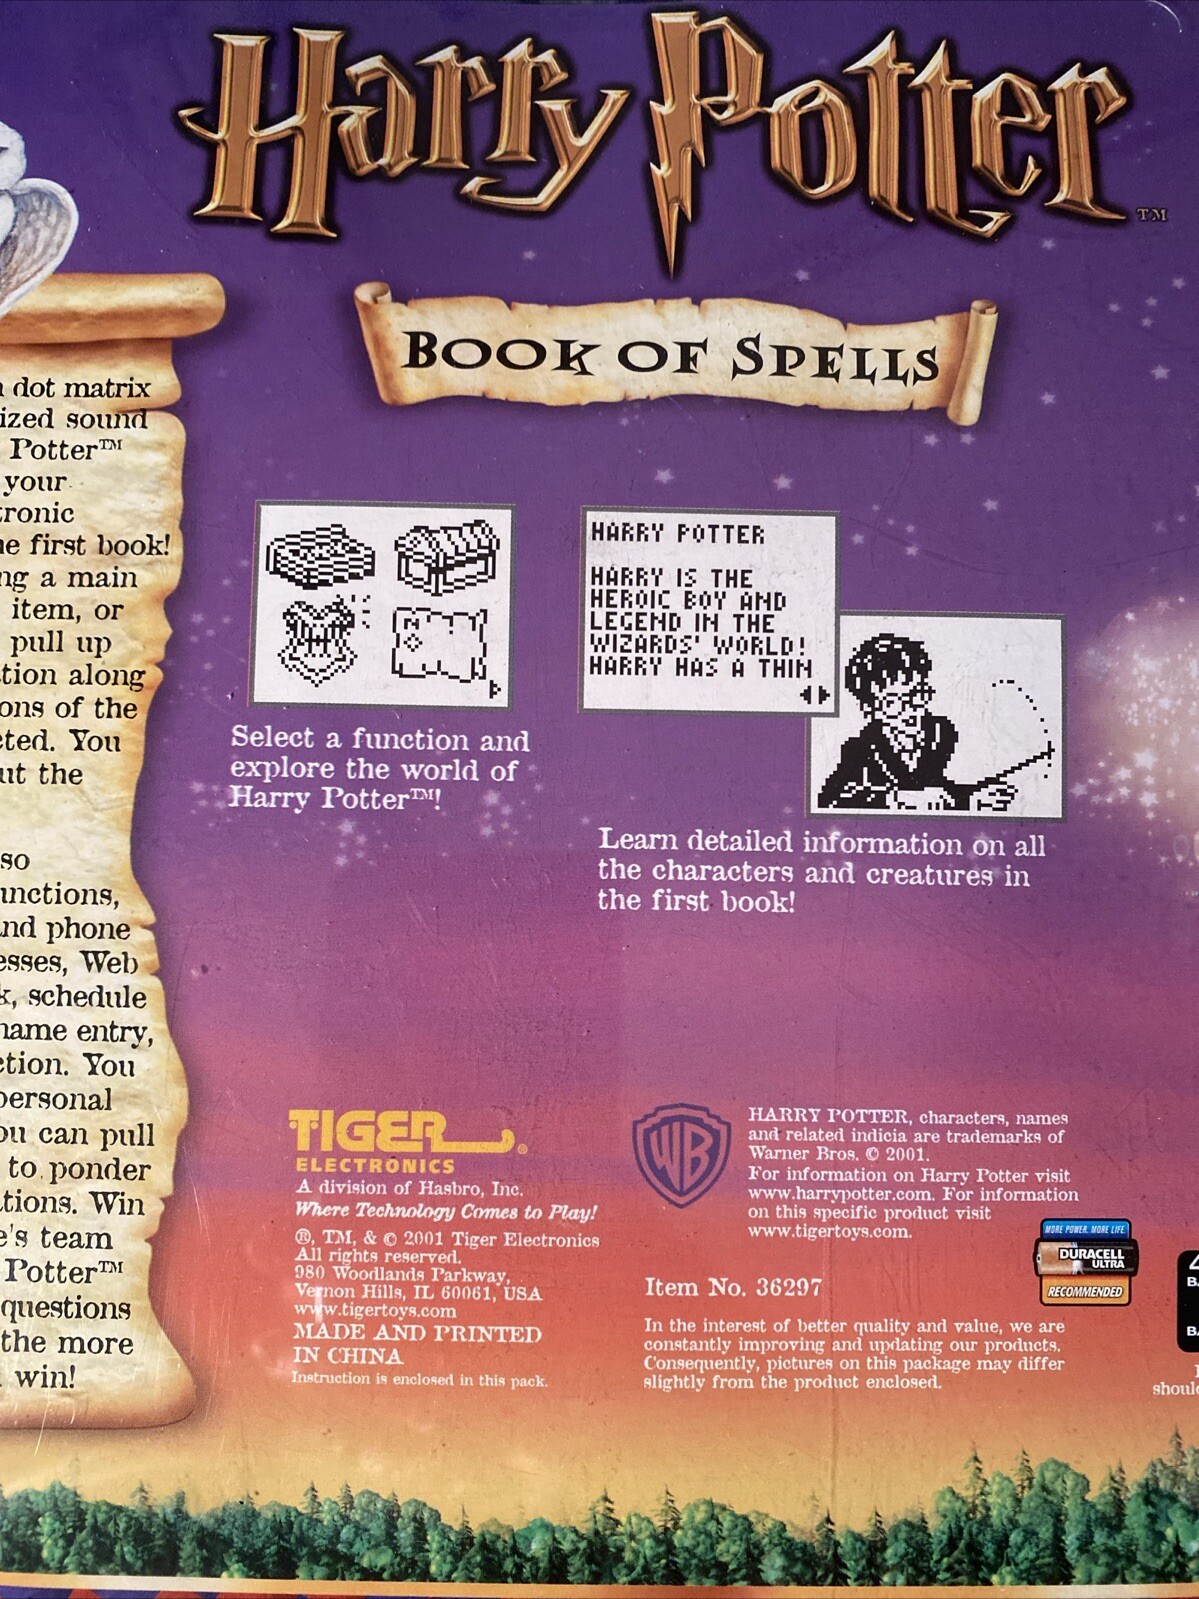 Harry Potter™
BOOK OF SPELLS
dot matrix
ized sound
Potter™
your
tronic
first book!
a main
item, or
pull up
tion along
ons of the
cted. You
the
so
unctions,
phone
esses, Web
schedule
name entry,
ction. You
personal
can pull
to ponder
tions. Win
e's team
Potter™
questions
the more
win!
HARRY POTTER
HARRY IS THE
HEROIC BOY AND
LEGEND IN THE
WIZARDS' WORLD!
HARRY HAS A THIN
Select a function and
explore the world of
Harry Potter™!
Learn detailed information on all
the characters and creatures in
the first book!
TIGER®
ELECTRONICS
A division of Hasbro, Inc.
Where Technology Comes to Play!
®, TM, & © 2001 Tiger Electronics
All rights reserved.
980 Woodlands Parkway,
Vernon Hills, IL 60061, USA
www.tigertoys.com
MADE AND PRINTED
IN CHINA
Instruction is enclosed in this pack.
WB
HARRY POTTER, characters, names
and related indicia are trademarks of
Warner Bros. © 2001.
For information on Harry Potter visit
www.harrypotter.com. For information
on this specific product visit
www.tigertoys.com.
MORE POWER. MORE LIFE.
DURACELL
ULTRA
RECOMMENDED
Item No. 36297
In the interest of better quality and value, we are
constantly improving and updating our products.
Consequently, pictures on this package may differ
slightly from the product enclosed.